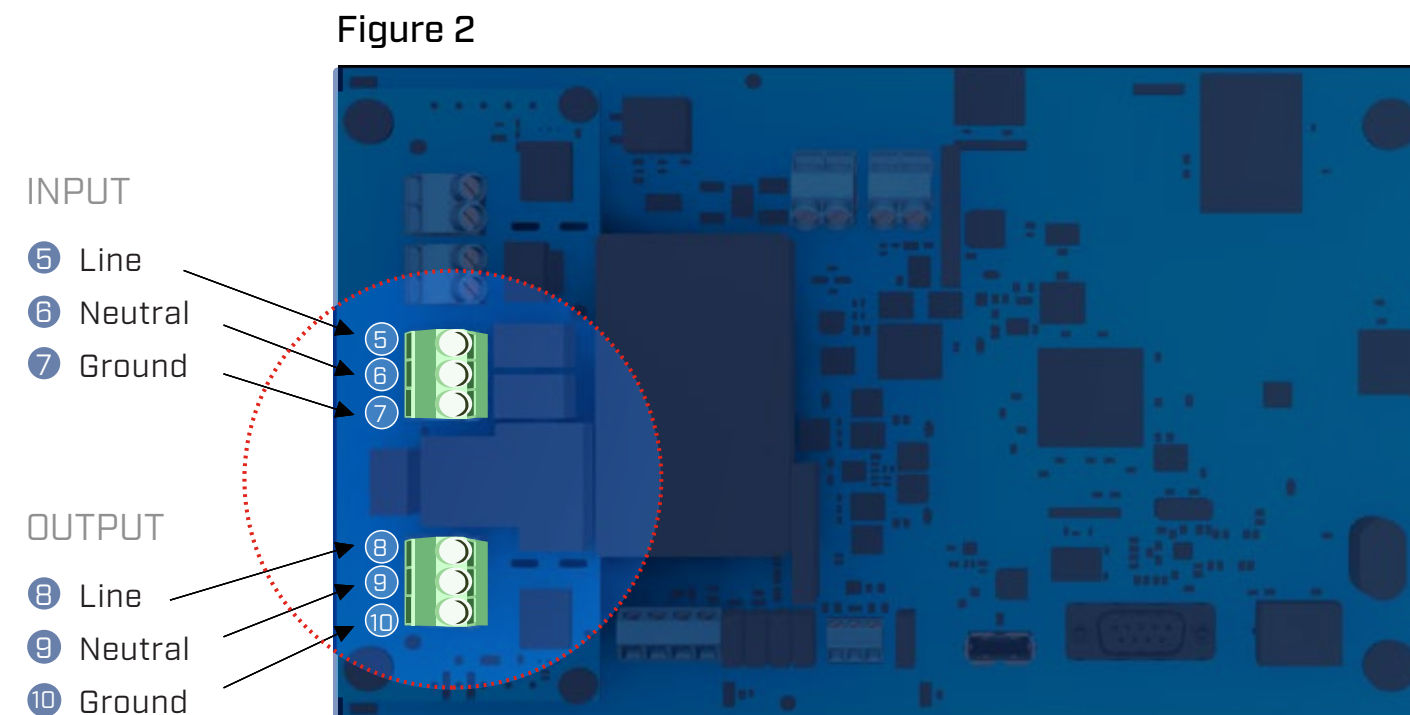 Figure 2
INPUT
5 Line
6 Neutral
7 Ground
OUTPUT
8 Line
9 Neutral
10 Ground
5
6
7
8
9
10